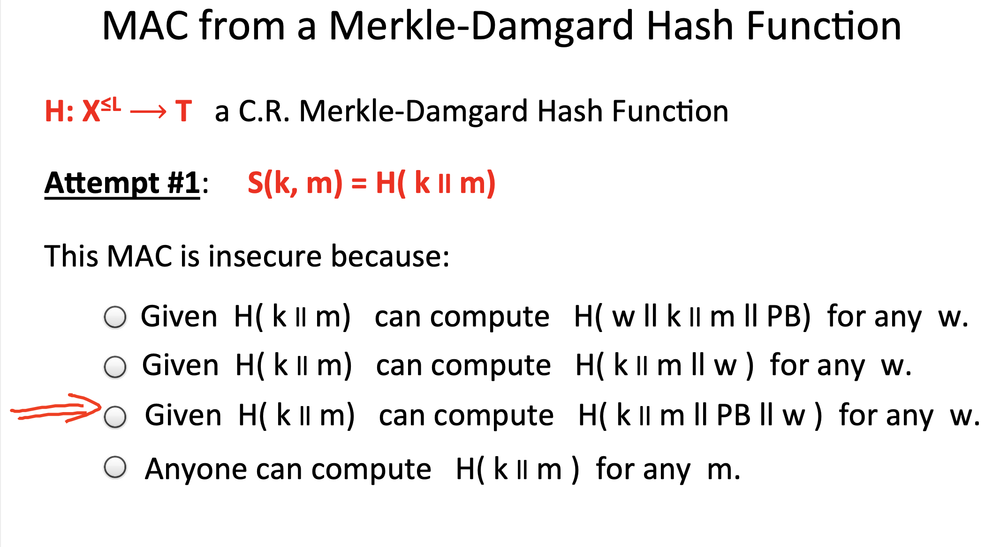 MAC from a Merkle-Damgard Hash Function
H: X≤L ⟶ T a C.R. Merkle-Damgard Hash Function
Attempt #1: S(k, m) = H( k ll m)
This MAC is insecure because:
Given H( k ll m) can compute H( w ll k ll m ll PB) for any w.
Given H( k ll m) can compute H( k ll m ll w ) for any w.
Given H( k ll m) can compute H( k ll m ll PB ll w ) for any w.
Anyone can compute H( k ll m ) for any m.